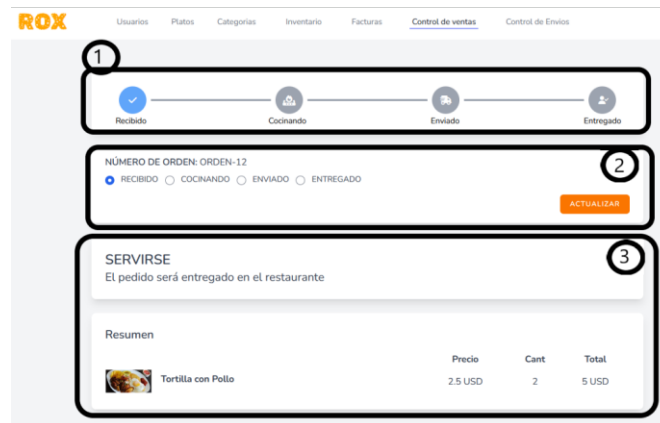 ROX Usuarios Platos Categorias Inventario Facturas Control de ventas Control de Envios
1
Recibido Cocinando Enviado Entregado
NÚMERO DE ORDEN: ORDEN-12
2
RECIBIDO COCINANDO ENVIADO ENTREGADO
ACTUALIZAR
3
SERVIRSE
El pedido será entregado en el restaurante
Resumen
Precio Cant Total
Tortilla con Pollo 2.5 USD 2 5 USD